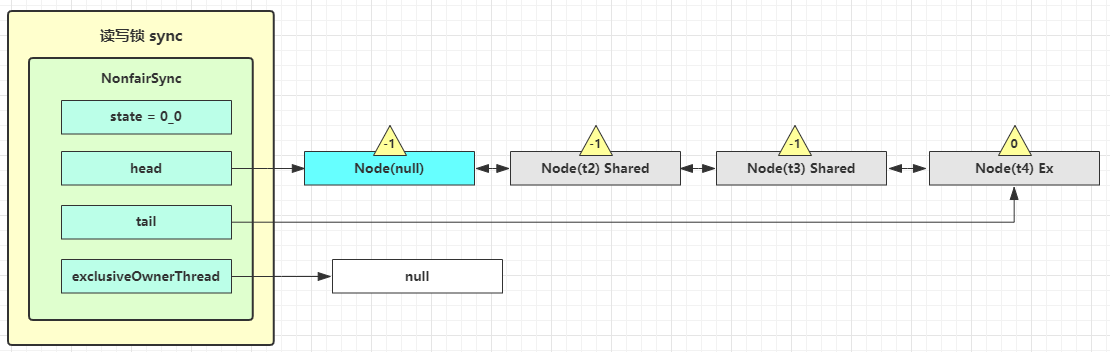 读写锁 sync
NonfairSync
state = 0_0
head
tail
exclusiveOwnerThread
-1
Node(null)
-1
Node(t2) Shared
-1
Node(t3) Shared
0
Node(t4) Ex
null